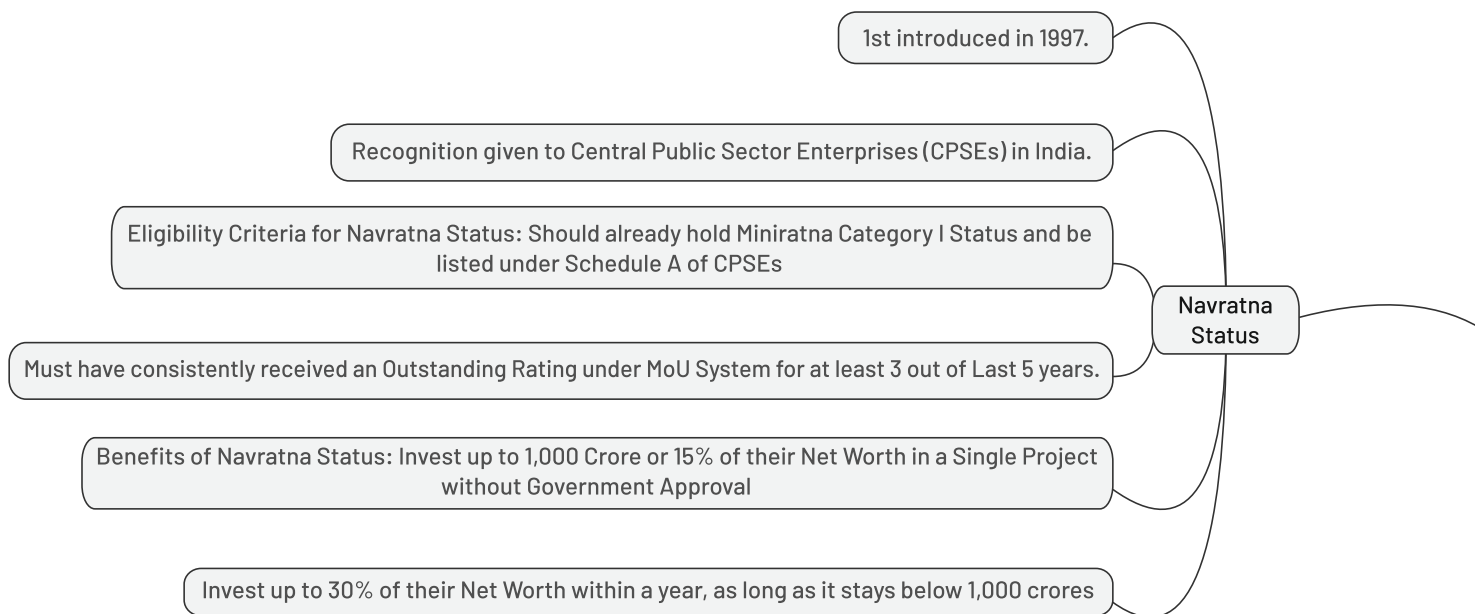 1st introduced in 1997.
Recognition given to Central Public Sector Enterprises (CPSEs) in India.
Eligibility Criteria for Navratna Status: Should already hold Miniratna Category I Status and be
listed under Schedule A of CPSEs
Navratna
Status
Must have consistently received an Outstanding Rating under MoU System for at least 3 out of Last 5 years.
Benefits of Navratna Status: Invest up to 1,000 Crore or 15% of their Net Worth in a Single Project
without Government Approval
Invest up to 30% of their Net Worth within a year, as long as it stays below 1,000 crores